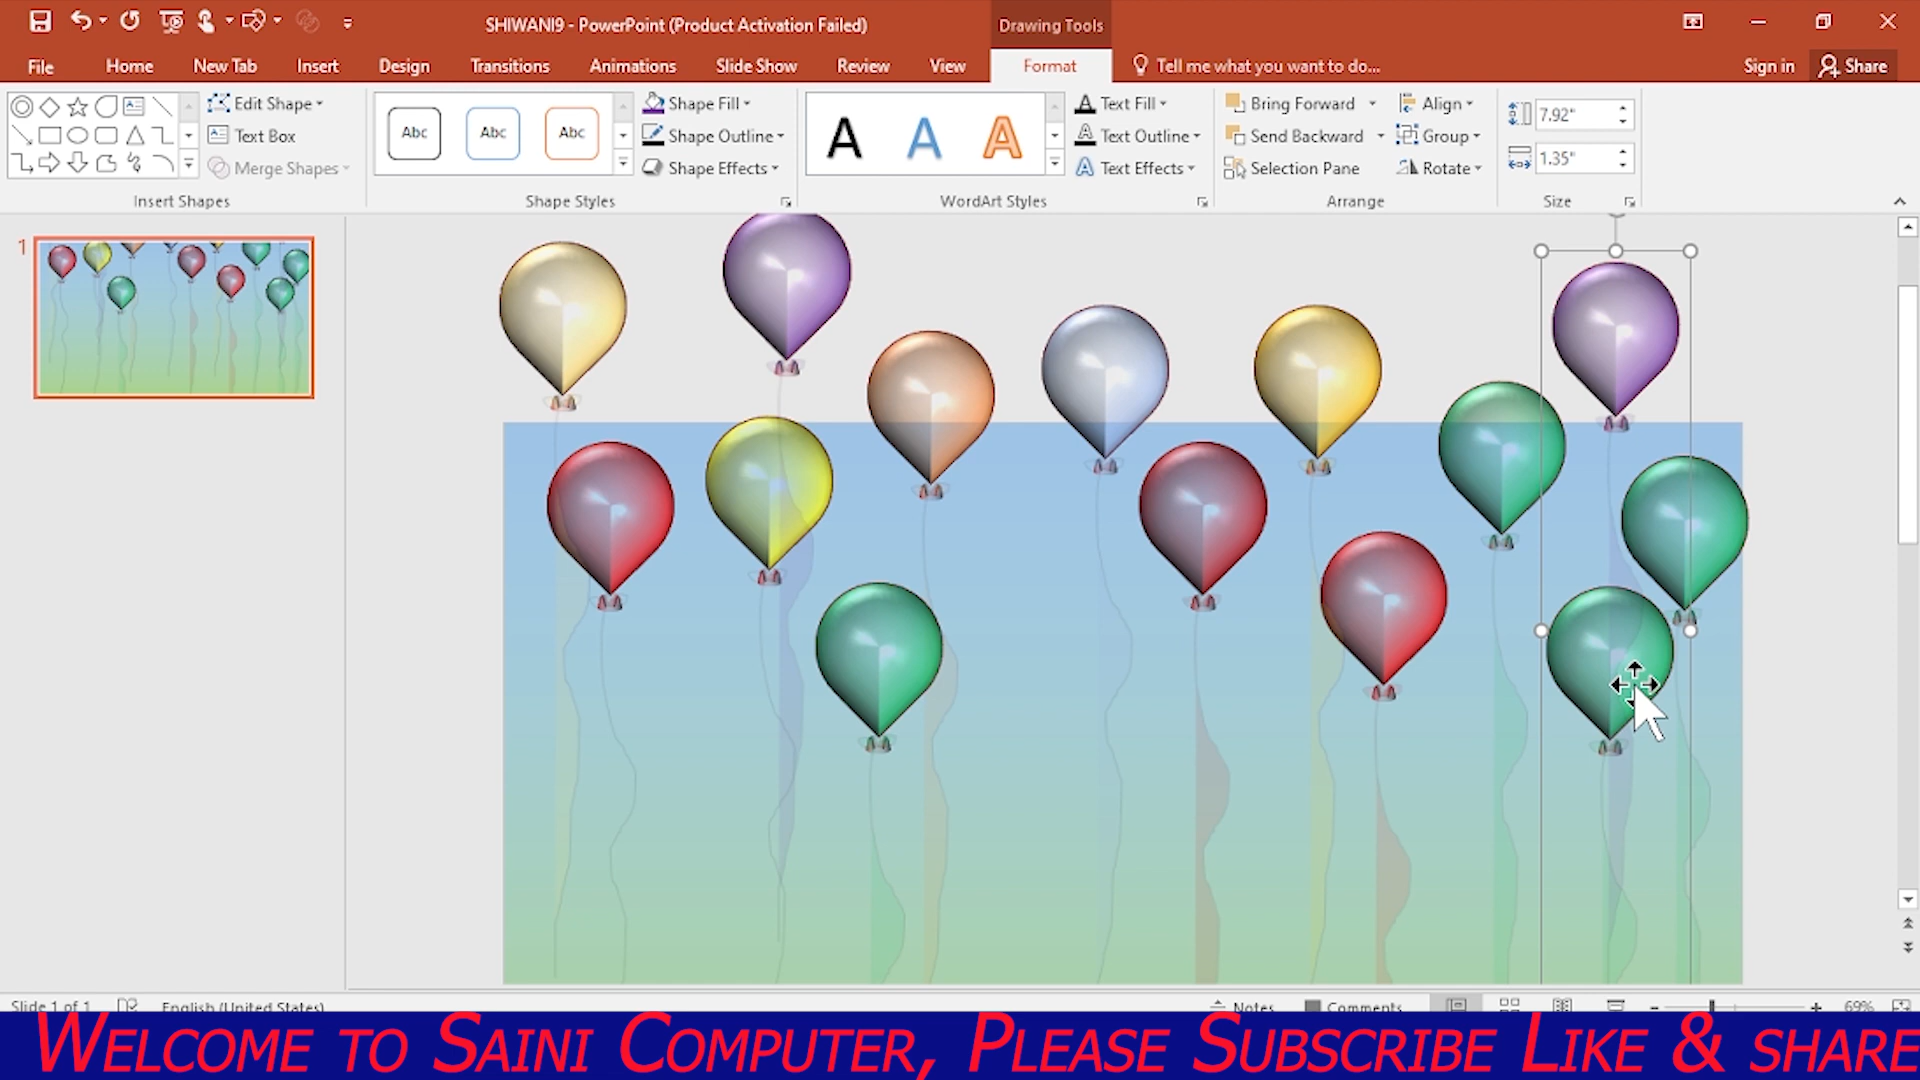 SHIWANI9 - PowerPoint (Product Activation Failed)
Drawing Tools
File Home New Tab Insert Design Transitions Animations Slide Show Review View Format Tell me what you want to do... Sign in Share
Edit Shape
Text Box
Merge Shapes
Insert Shapes
Abc Abc Abc
Shape Fill
Shape Outline
Shape Effects
Shape Styles
A A A
Text Fill
Text Outline
Text Effects
WordArt Styles
Bring Forward
Send Backward
Selection Pane
Align
Group
Rotate
Arrange
7.92"
1.35"
Size
1
Slide 1 of 1 English (United States) Notes Comments 69%
WELCOME TO SAINI COMPUTER, PLEASE SUBSCRIBE LIKE & SHARE